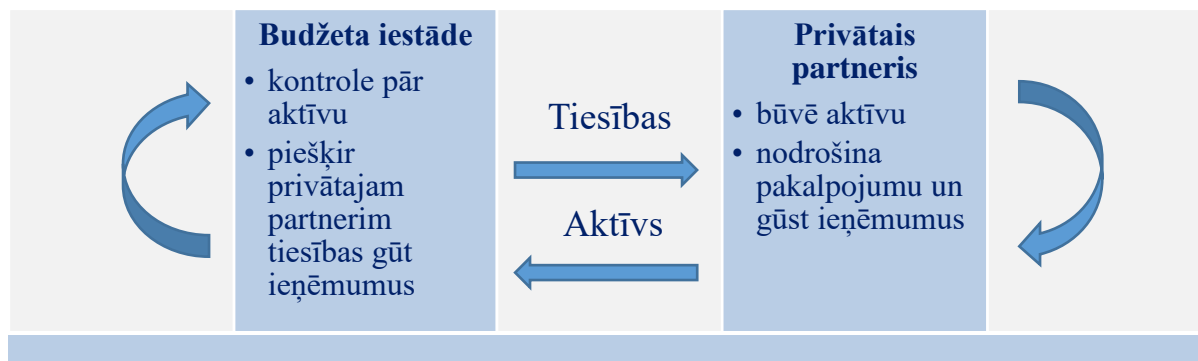 Budžeta iestāde
• kontrole pār
aktīvu
• piešķir
privātajam
partnerim
tiesības gūt
ieņēmumus
Tiesības
Aktīvs
Privātais
partneris
• būvē aktīvu
• nodrošina
pakalpojumu un
gūst ieņēmumus